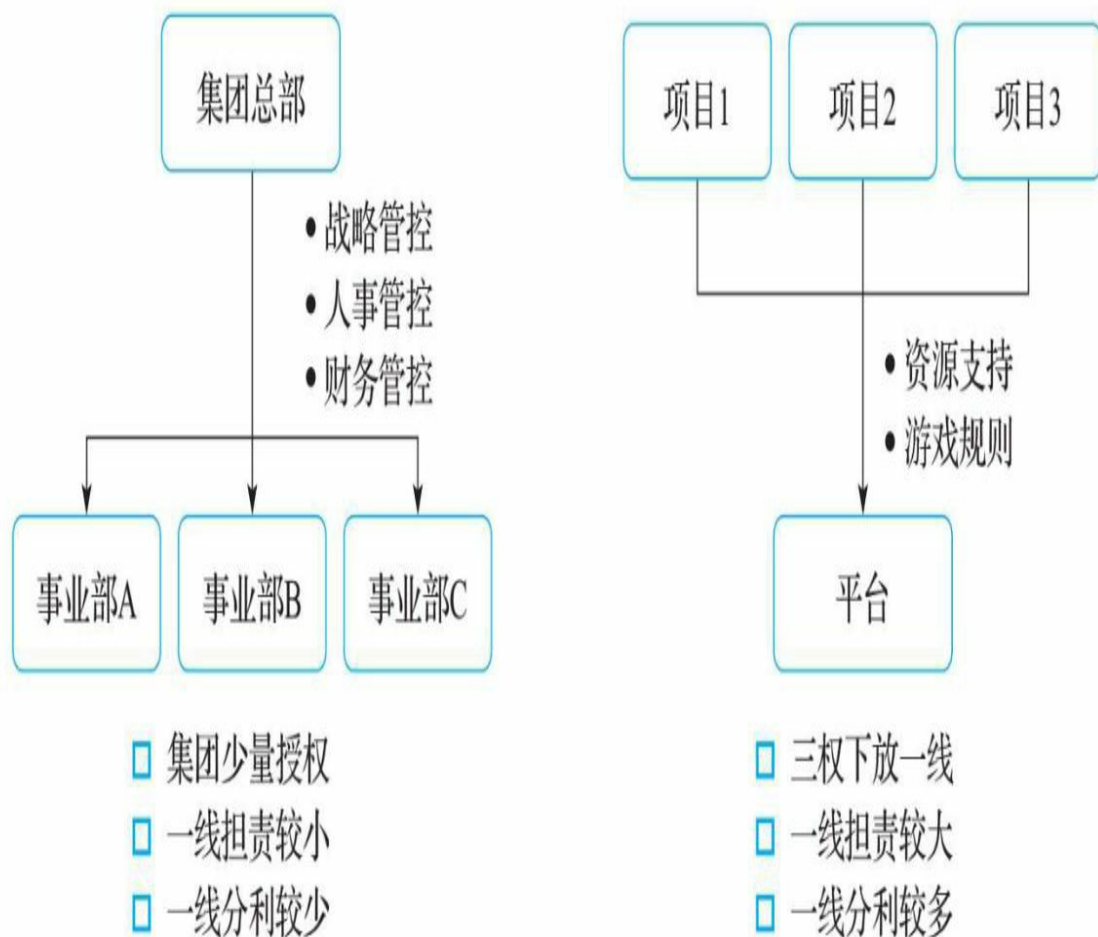 集团总部
• 战略管控
• 人事管控
• 财务管控
事业部A
事业部B
事业部C
□ 集团少量授权
□ 一线担责较小
□ 一线分利较少
项目1
项目2
项目3
• 资源支持
• 游戏规则
平台
□ 三权下放一线
□ 一线担责较大
□ 一线分利较多